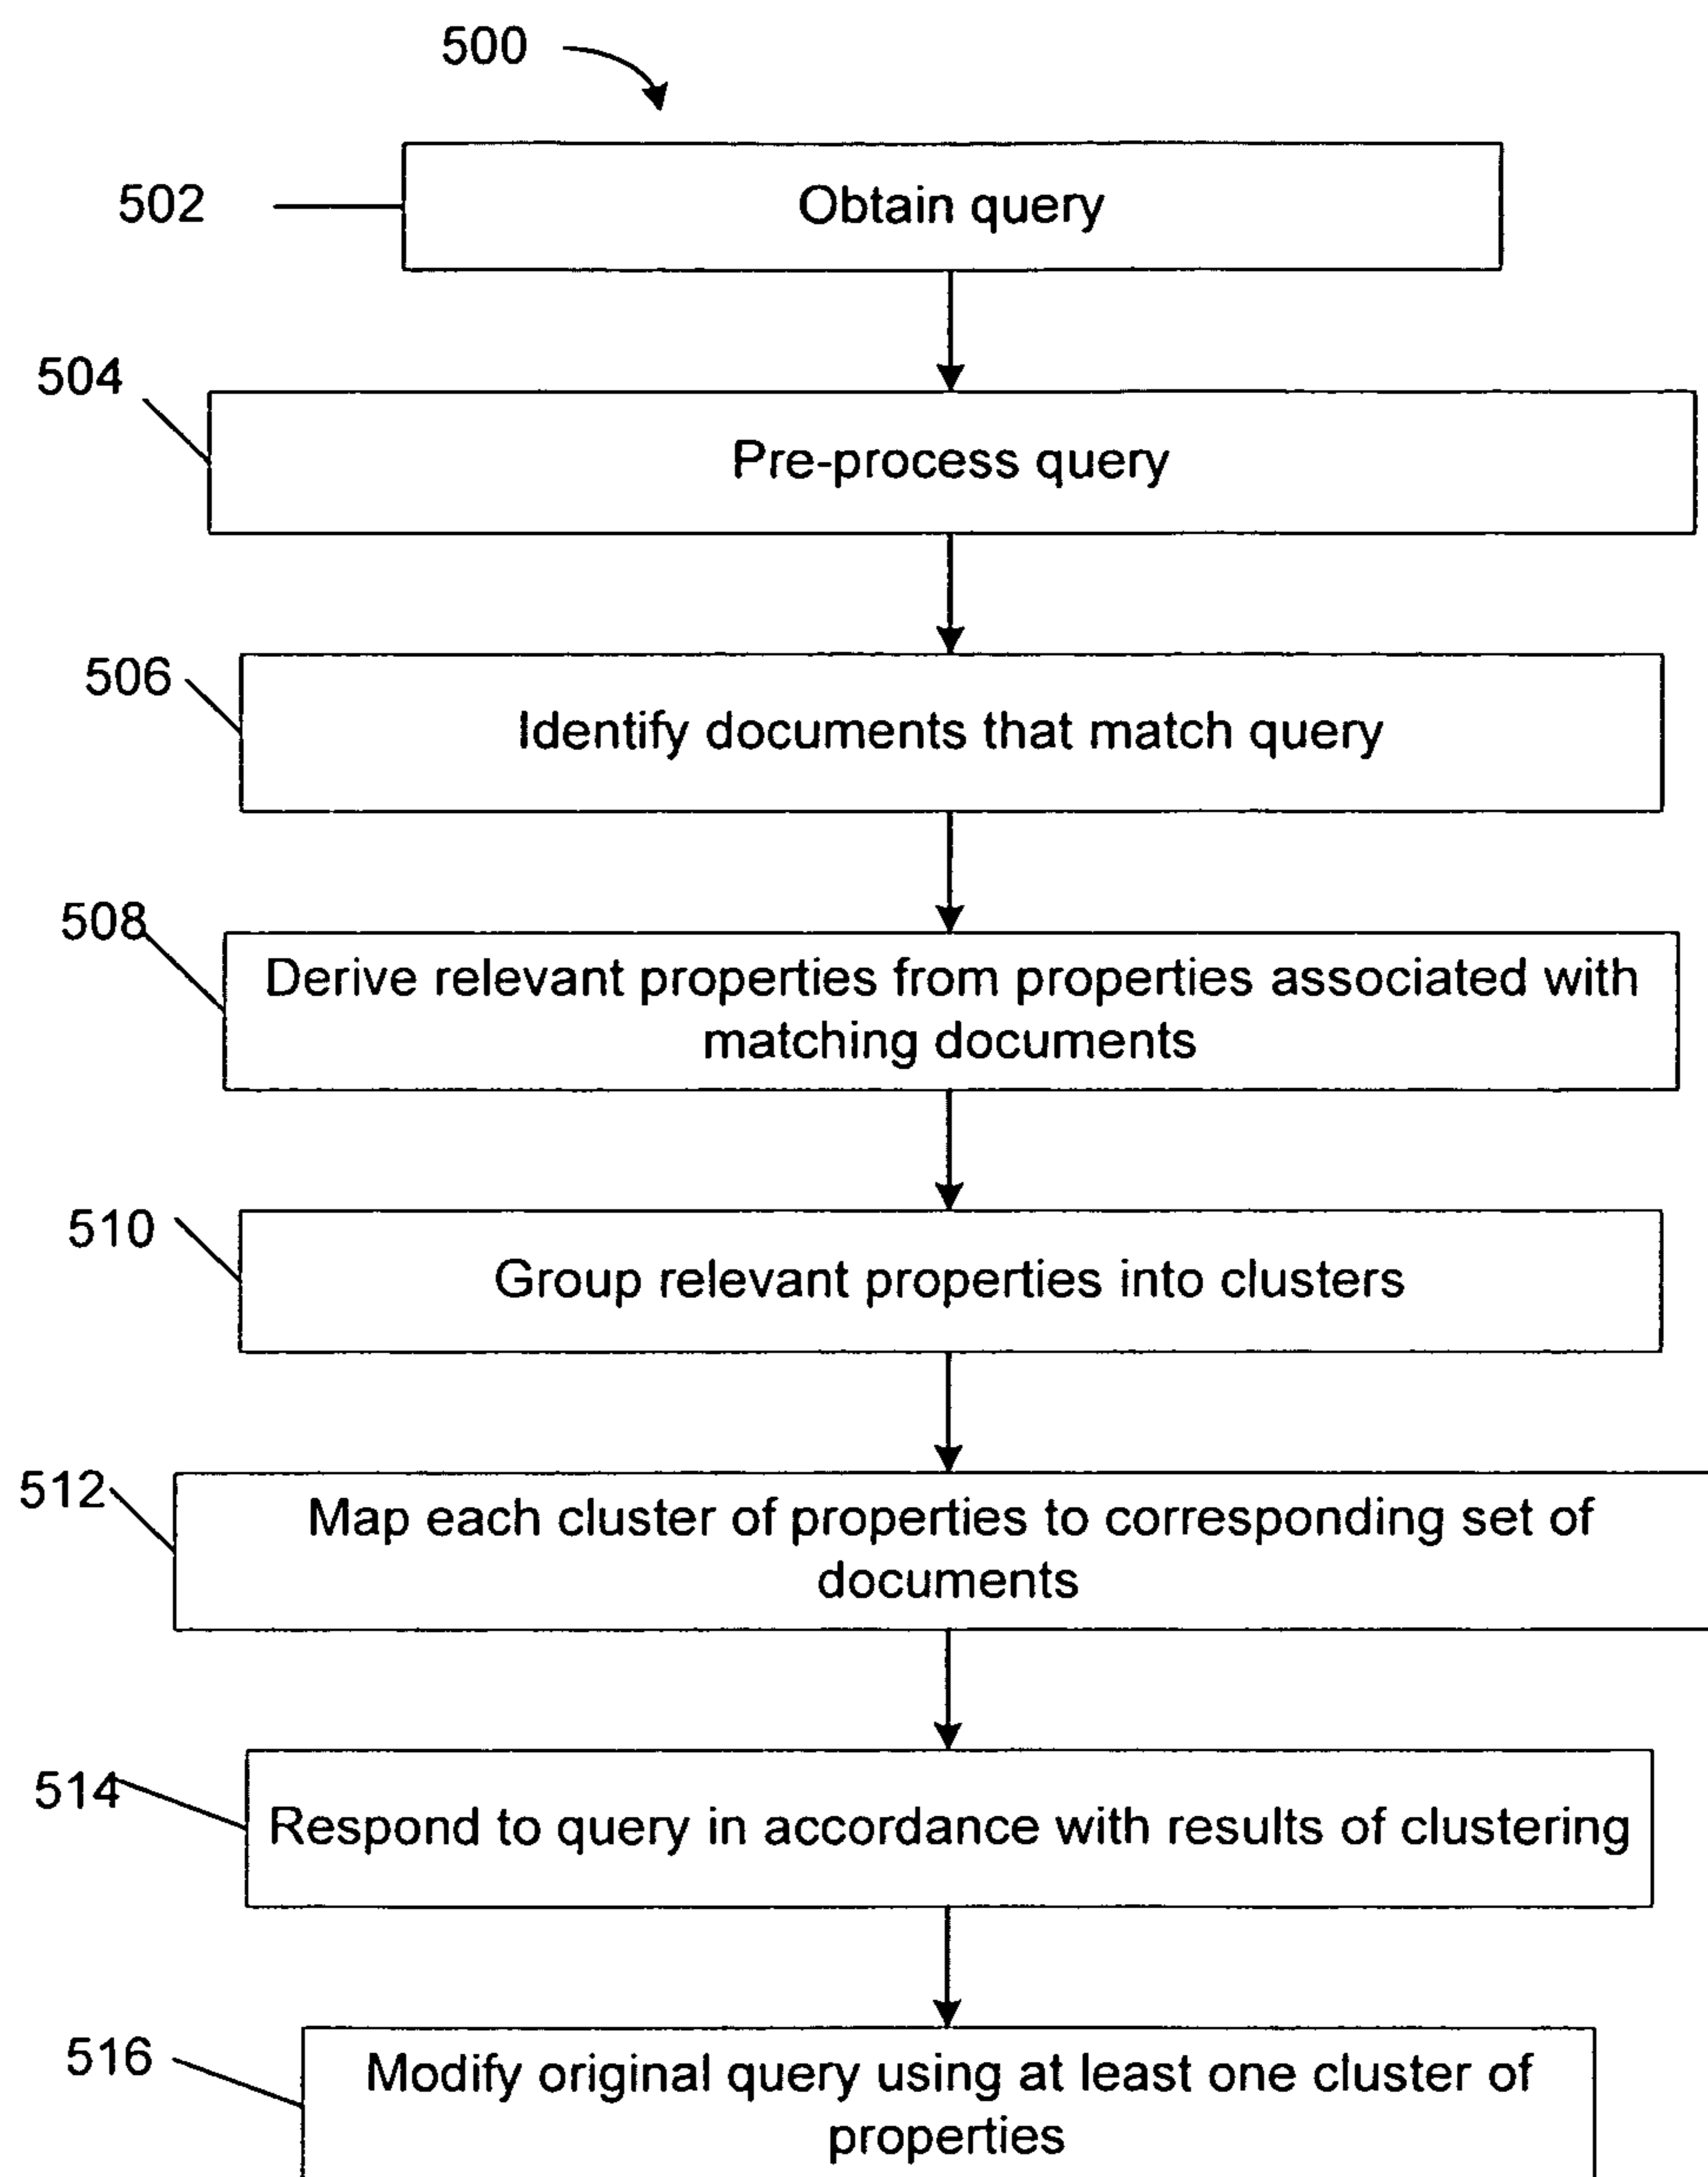 500
502
Obtain query
504
Pre-process query
506
Identify documents that match query
508
Derive relevant properties from properties associated with
matching documents
510
Group relevant properties into clusters
512
Map each cluster of properties to corresponding set of
documents
514
Respond to query in accordance with results of clustering
516
Modify original query using at least one cluster of
properties